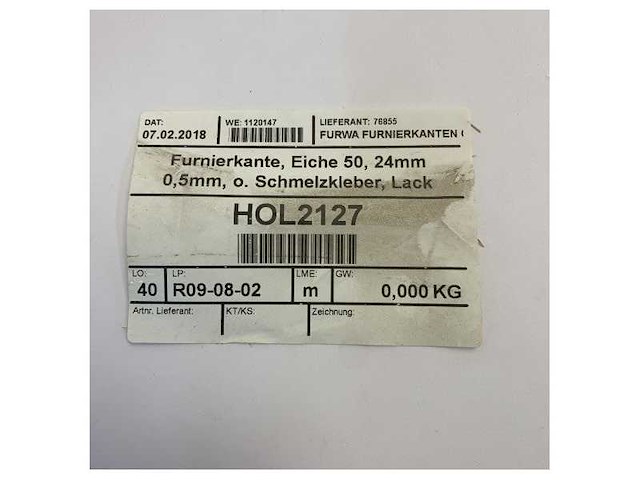 DAT: WE: 1120147 LIEFERANT: 76855
07.02.2018 FURWA FURNIERKANTEN
Furnierkante, Eiche 50, 24mm
0,5mm, o. Schmelzkleber, Lack
HOL2127
LO: LP: LME: GW:
40 R09-08-02 m 0,000 KG
Artnr. Lieferant: KT/KS: Zeichnung: